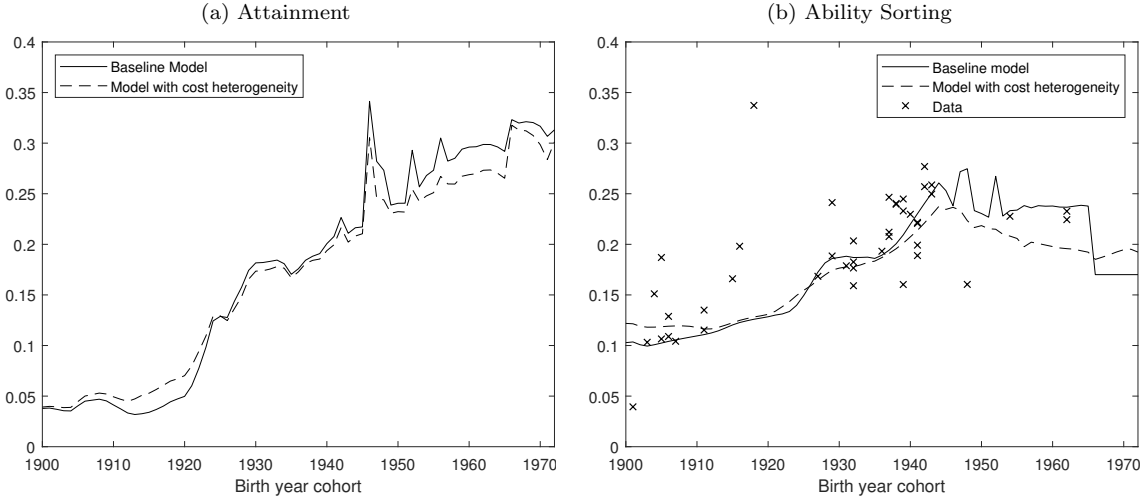 (a) Attainment
0.4
0.35
0.3
0.25
0.2
0.15
0.1
0.05
0
Baseline Model
Model with cost heterogeneity
1900 1910 1920 1930 1940 1950 1960 1970
Birth year cohort
(b) Ability Sorting
0.4
0.35
0.3
0.25
0.2
0.15
0.1
0.05
0
Baseline model
Model with cost heterogeneity
Data
1900 1910 1920 1930 1940 1950 1960 1970
Birth year cohort